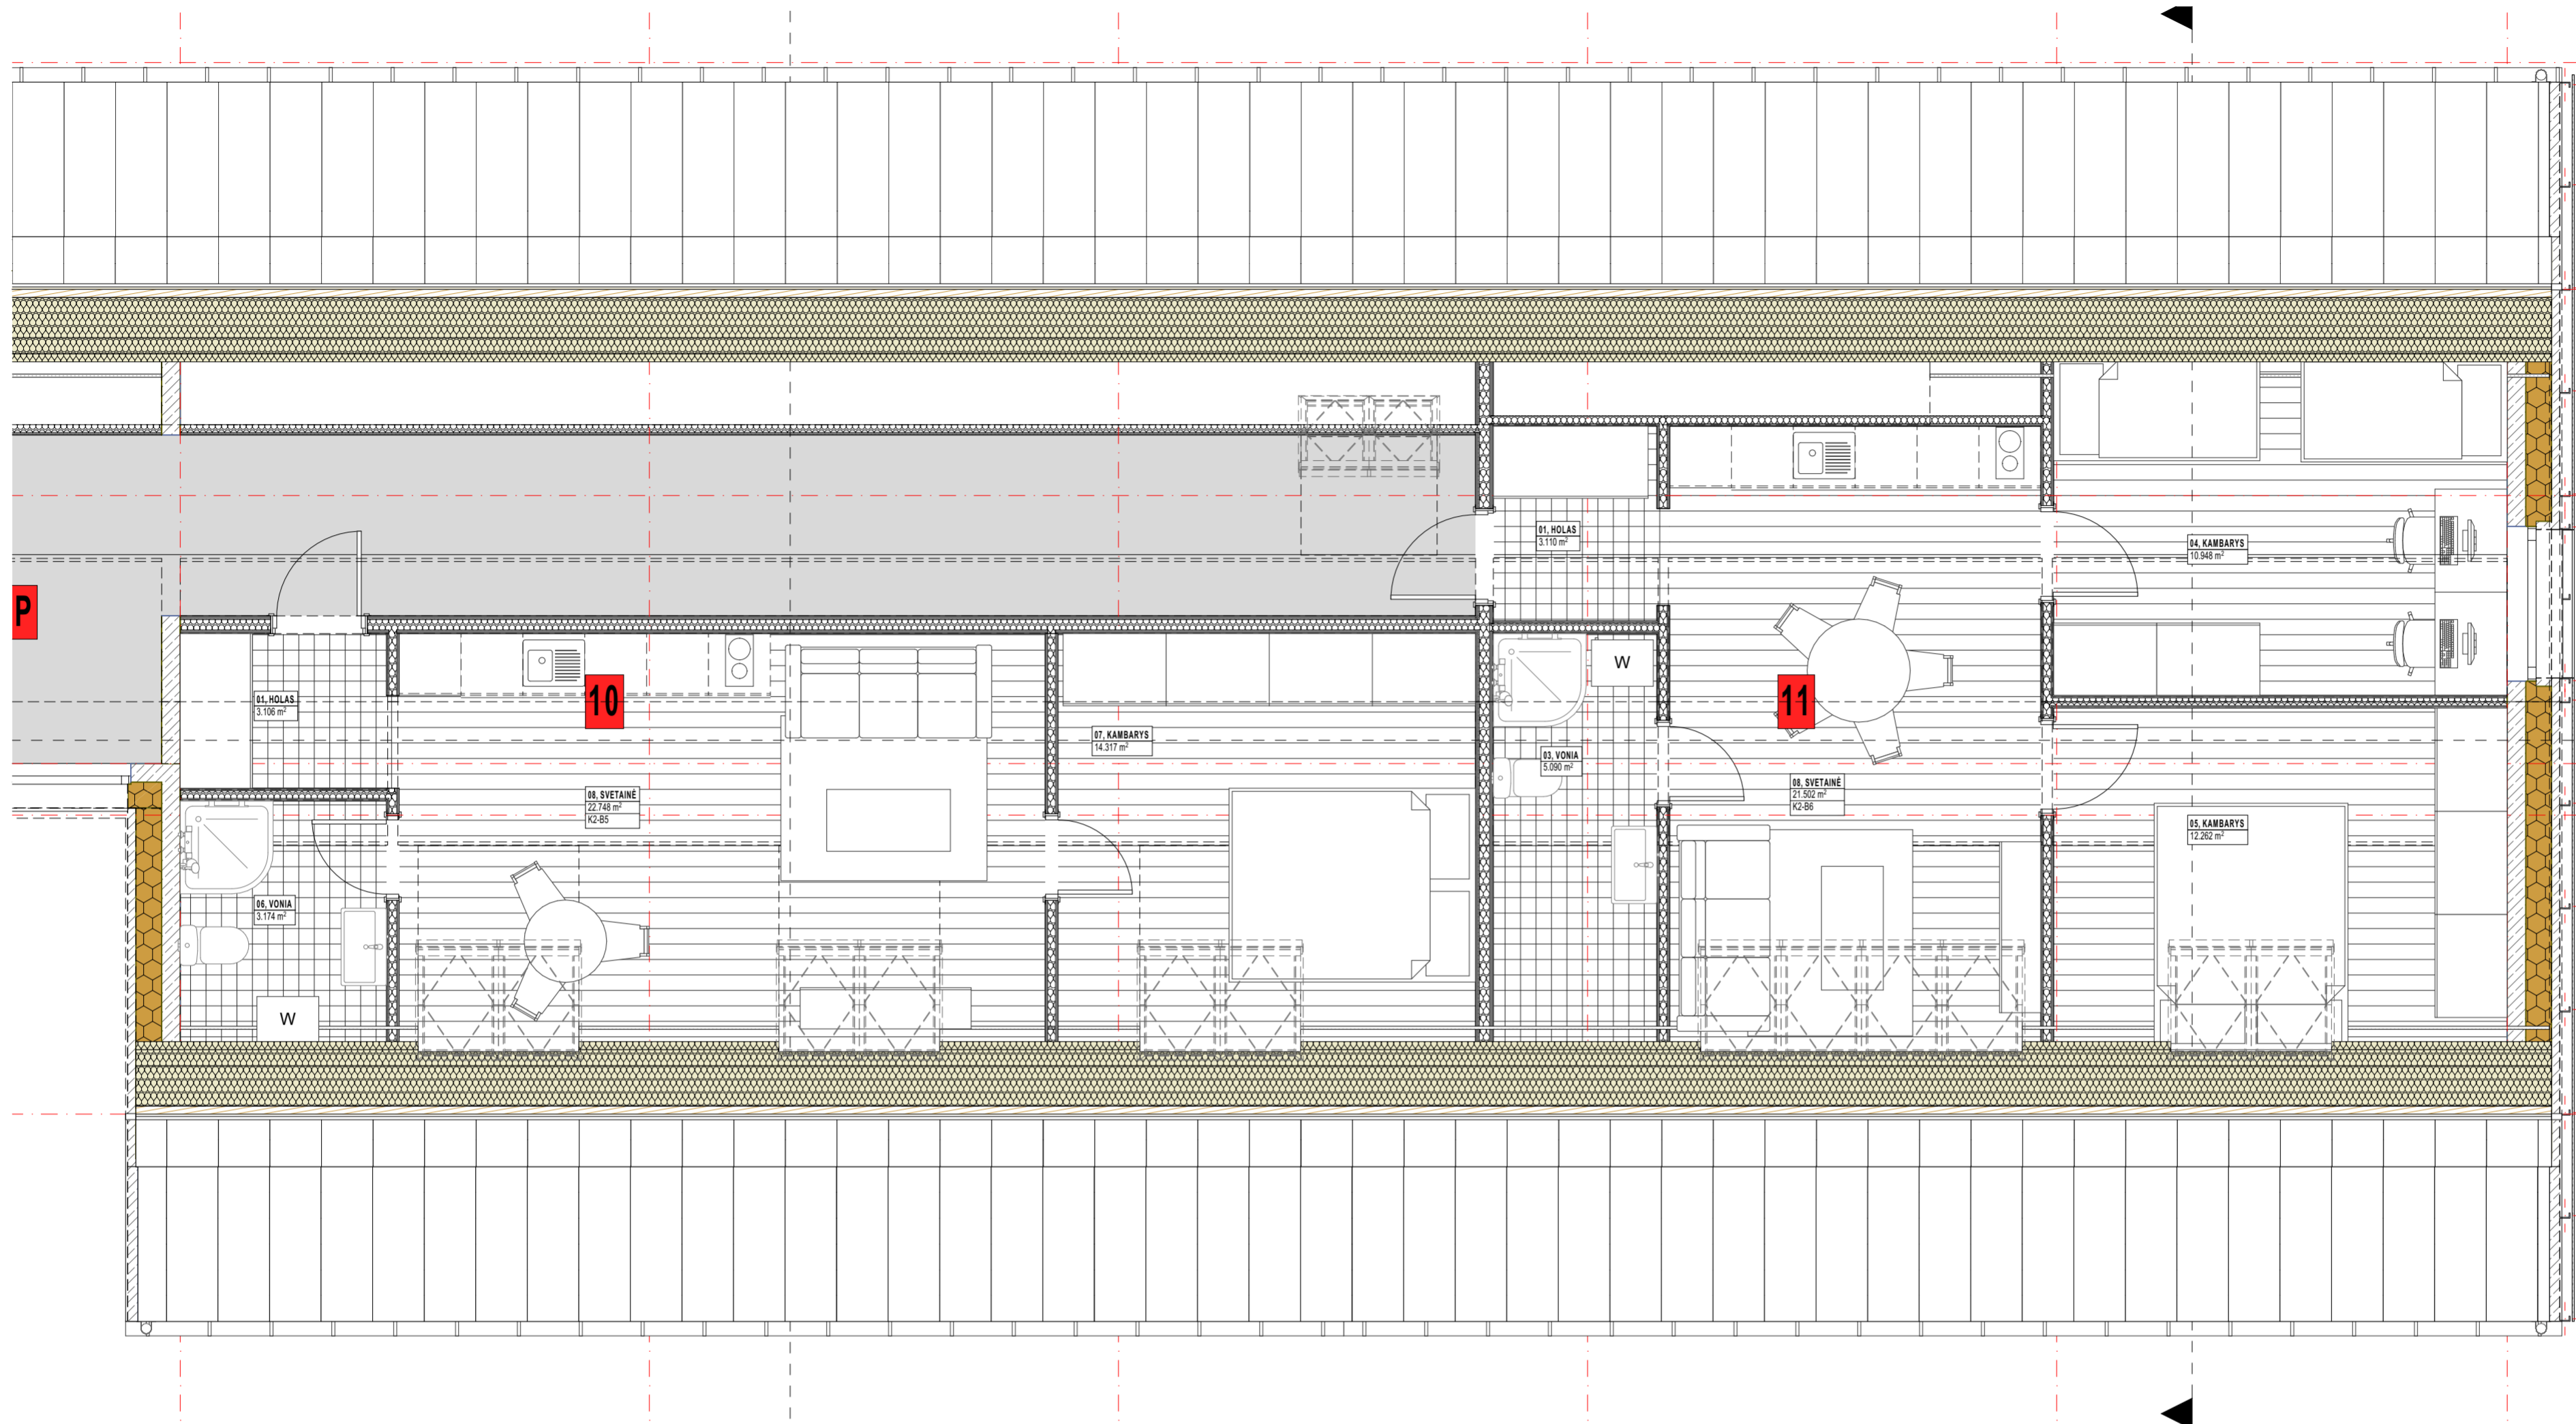 P
01, HOLAS
3.106 m²
10
08, SVETAINĖ
22.748 m²
K2-B5
06, VONIA
3.174 m²
W
07, KAMBARYS
14.317 m²
01, HOLAS
3.110 m²
W
03, VONIA
5.090 m²
11
08, SVETAINĖ
21.502 m²
K2-B6
04, KAMBARYS
10.948 m²
05, KAMBARYS
12.262 m²